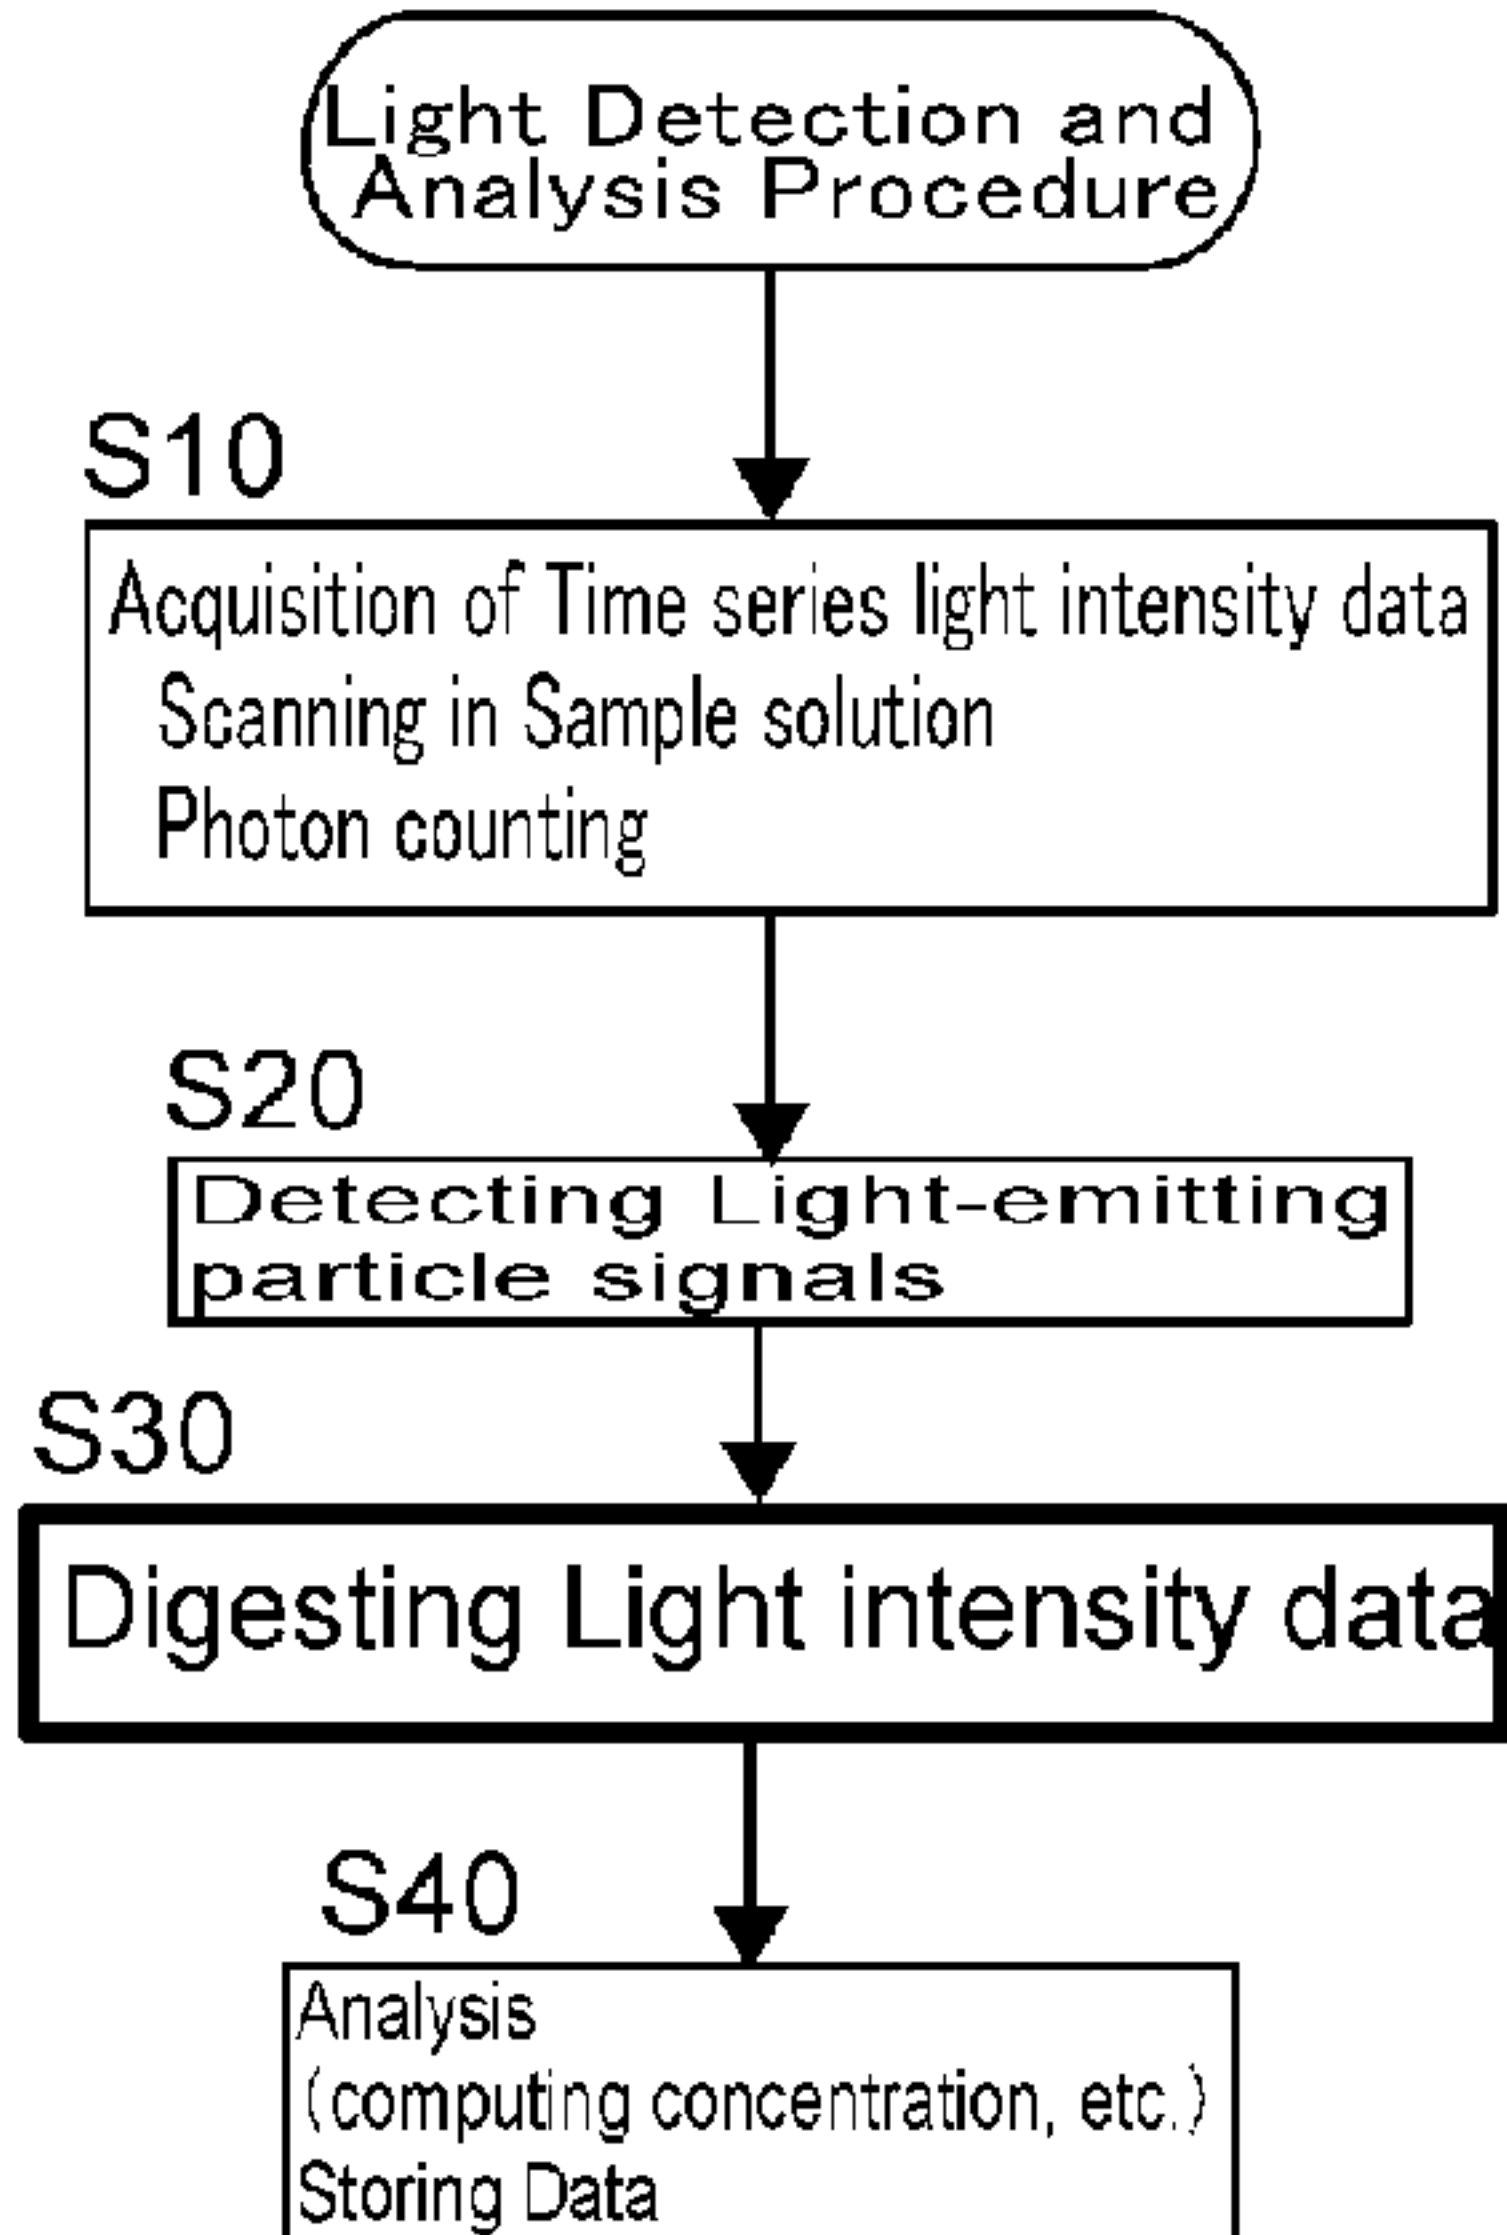 Light Detection and
Analysis Procedure
S10
Acquisition of Time series light intensity data
Scanning in Sample solution
Photon counting
S20
Detecting Light-emitting
particle signals
S30
Digesting Light intensity data
S40
Analysis
(computing concentration, etc.)
Storing Data